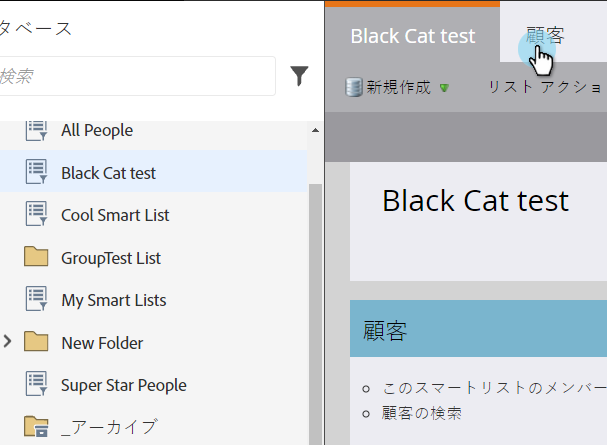 タベース
検索
All People
Black Cat test
Cool Smart List
GroupTest List
My Smart Lists
New Folder
Super Star People
_アーカイブ
Black Cat test
顧客
新規作成
リスト アクショ
Black Cat test
顧客
このスマートリストのメンバー
顧客の検索